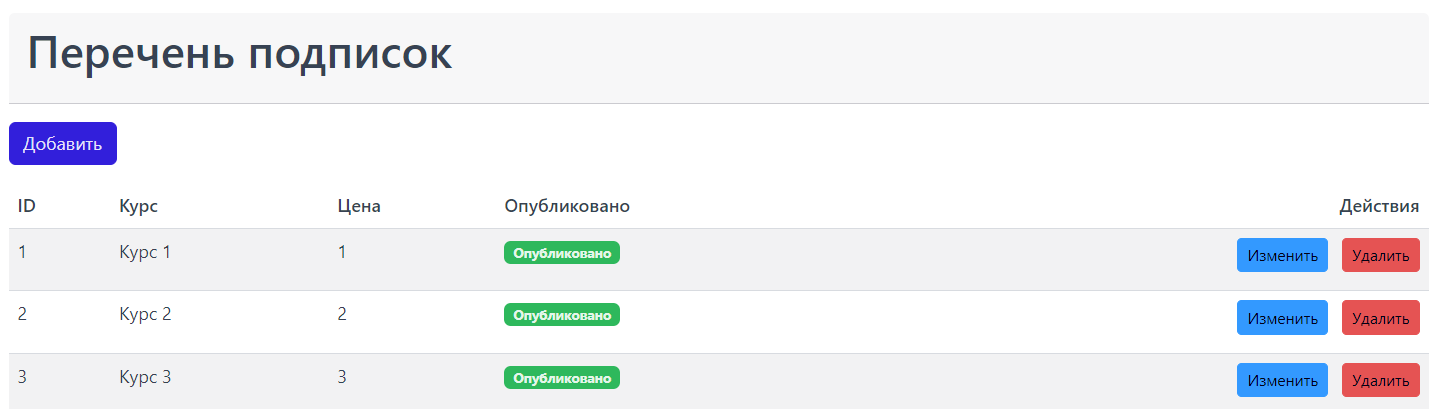 Перечень подписок
Добавить
ID Курс Цена Опубликовано Действия
1 Курс 1 1 Опубликовано Изменить Удалить
2 Курс 2 2 Опубликовано Изменить Удалить
3 Курс 3 3 Опубликовано Изменить Удалить